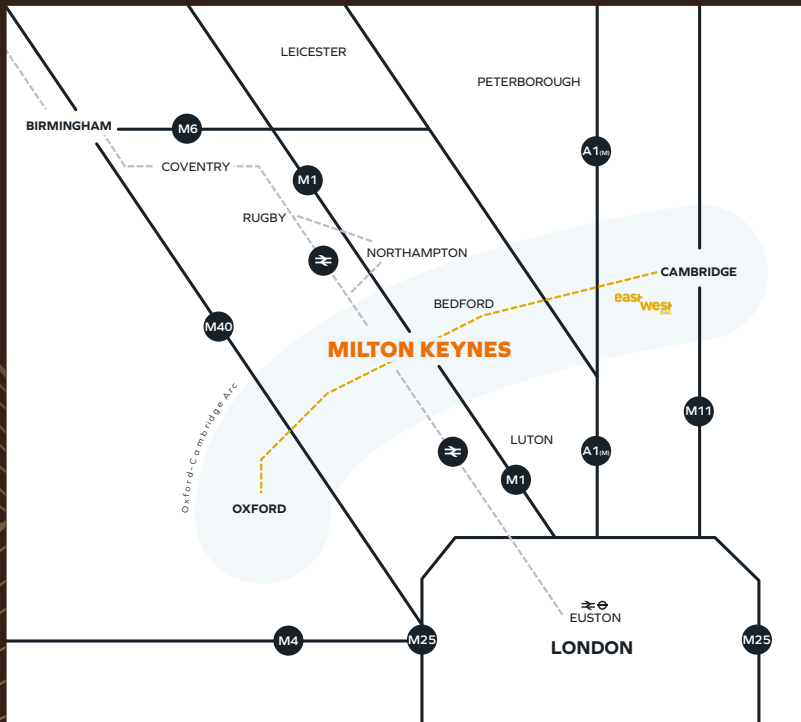 LEICESTER
PETERBOROUGH
BIRMINGHAM
M6
A1(M)
COVENTRY
M1
RUGBY
NORTHAMPTON
CAMBRIDGE
BEDFORD
east
west
RAIL
M40
MILTON KEYNES
Oxford-Cambridge Arc
M11
LUTON
A1(M)
M1
OXFORD
EUSTON
M4
M25
LONDON
M25